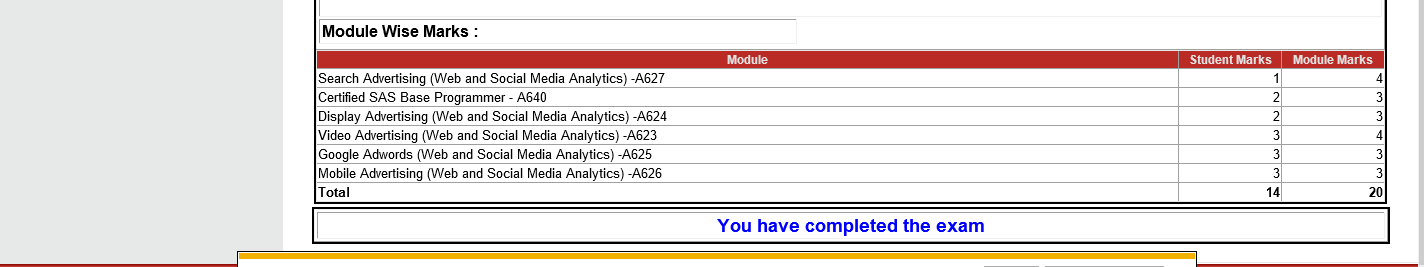 Module Wise Marks :
Module Student Marks Module Marks
Search Advertising (Web and Social Media Analytics) -A627 1 4
Certified SAS Base Programmer - A640 2 3
Display Advertising (Web and Social Media Analytics) -A624 2 3
Video Advertising (Web and Social Media Analytics) -A623 3 4
Google Adwords (Web and Social Media Analytics) -A625 3 3
Mobile Advertising (Web and Social Media Analytics) -A626 3 3
Total 14 20
You have completed the exam